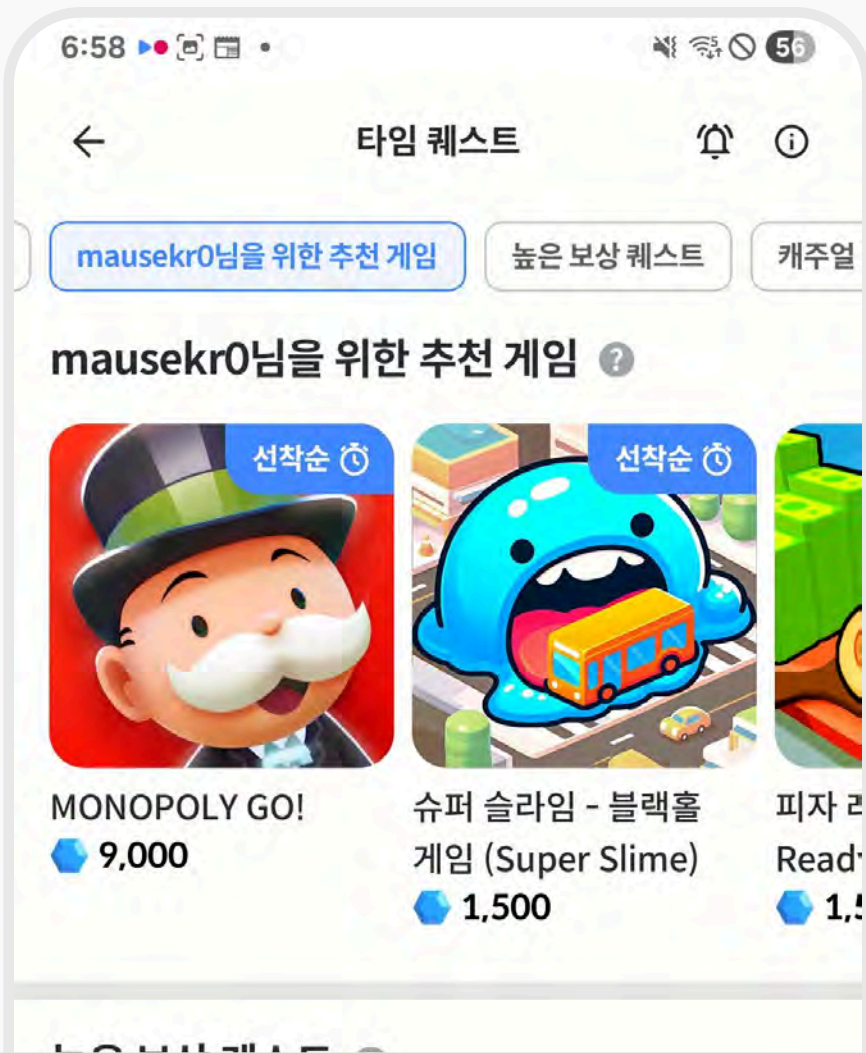 6:58
56
타임 퀘스트
mausekr0님을 위한 추천 게임
높은 보상 퀘스트
캐주얼
mausekr0님을 위한 추천 게임
선착순
선착순
MONOPOLY GO!
9,000
슈퍼 슬라임 - 블랙홀
게임 (Super Slime)
1,500
피자